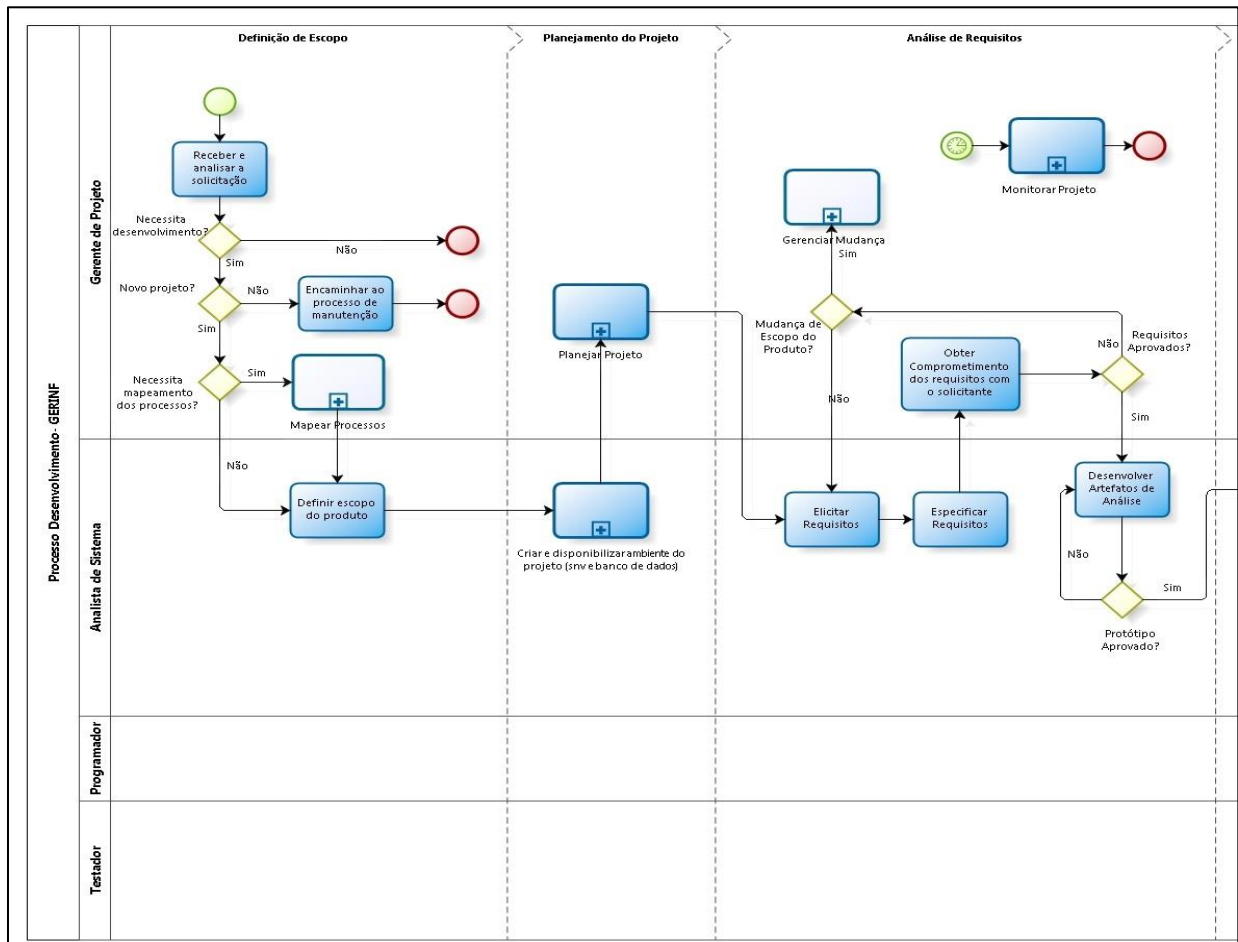 Definição de Escopo
Planejamento do Projeto
Análise de Requisitos
Processo Desenvolvimento - GERINF
Gerente de Projeto
Receber e
analisar a
solicitação
Necessita
desenvolvimento?
Não
Sim
Novo projeto?
Não
Encaminhar ao
processo de
manutenção
Sim
Necessita
mapeamento
dos processos?
Sim
Mapear Processos
Não
Planejar Projeto
Monitorar Projeto
Gerenciar Mudança
Sim
Mudança de
Escopo do
Produto?
Não
Obter
Comprometimento
dos requisitos com
o solicitante
Não
Requisitos
Aprovados?
Sim
Analista de Sistema
Definir escopo
do produto
Criar e disponibilizar ambiente do
projeto (snv e banco de dados)
Elicitar
Requisitos
Especificar
Requisitos
Desenvolver
Artefatos de
Análise
Não
Sim
Protótipo
Aprovado?
Programador
Testador